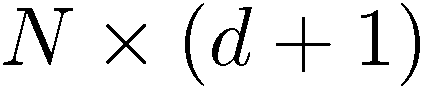 N × (d + 1)